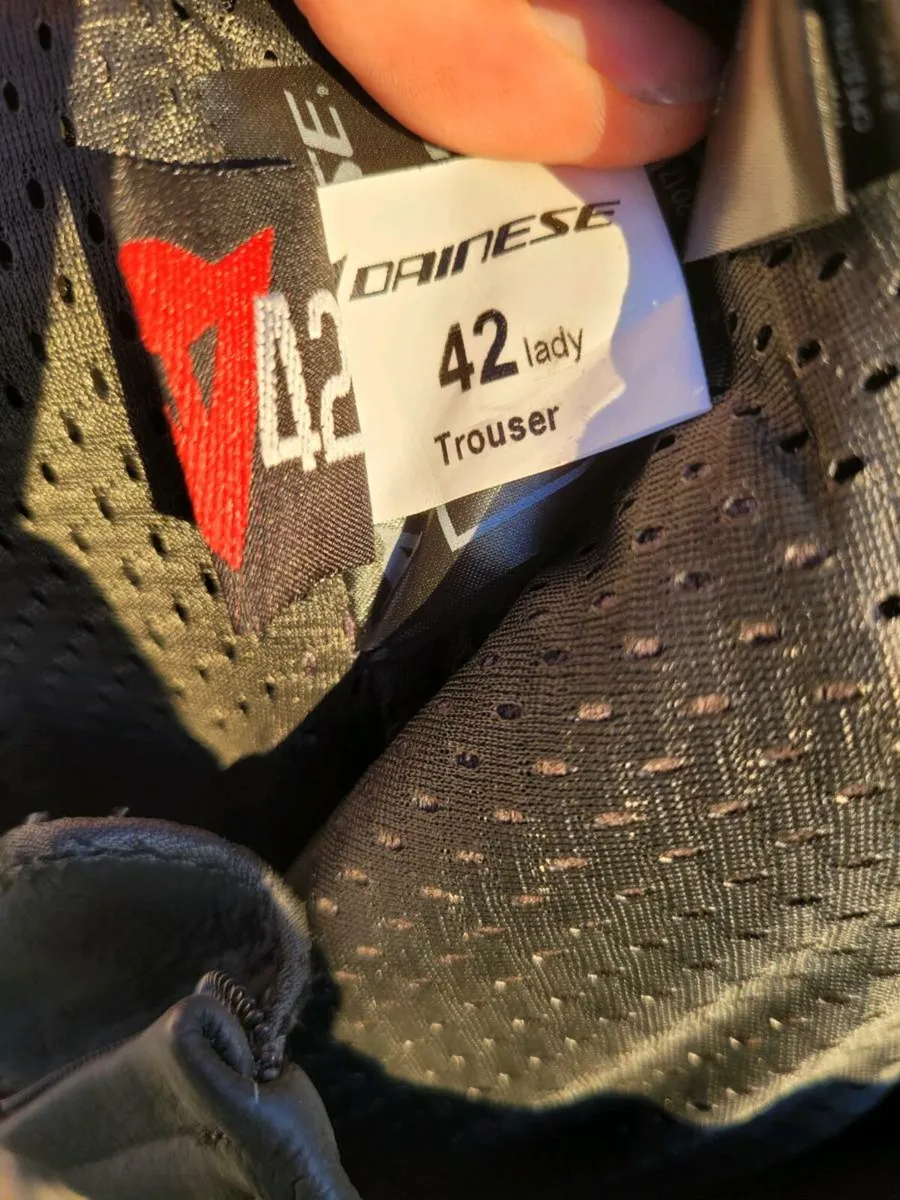 DAINESE
42 lady
Trouser
42